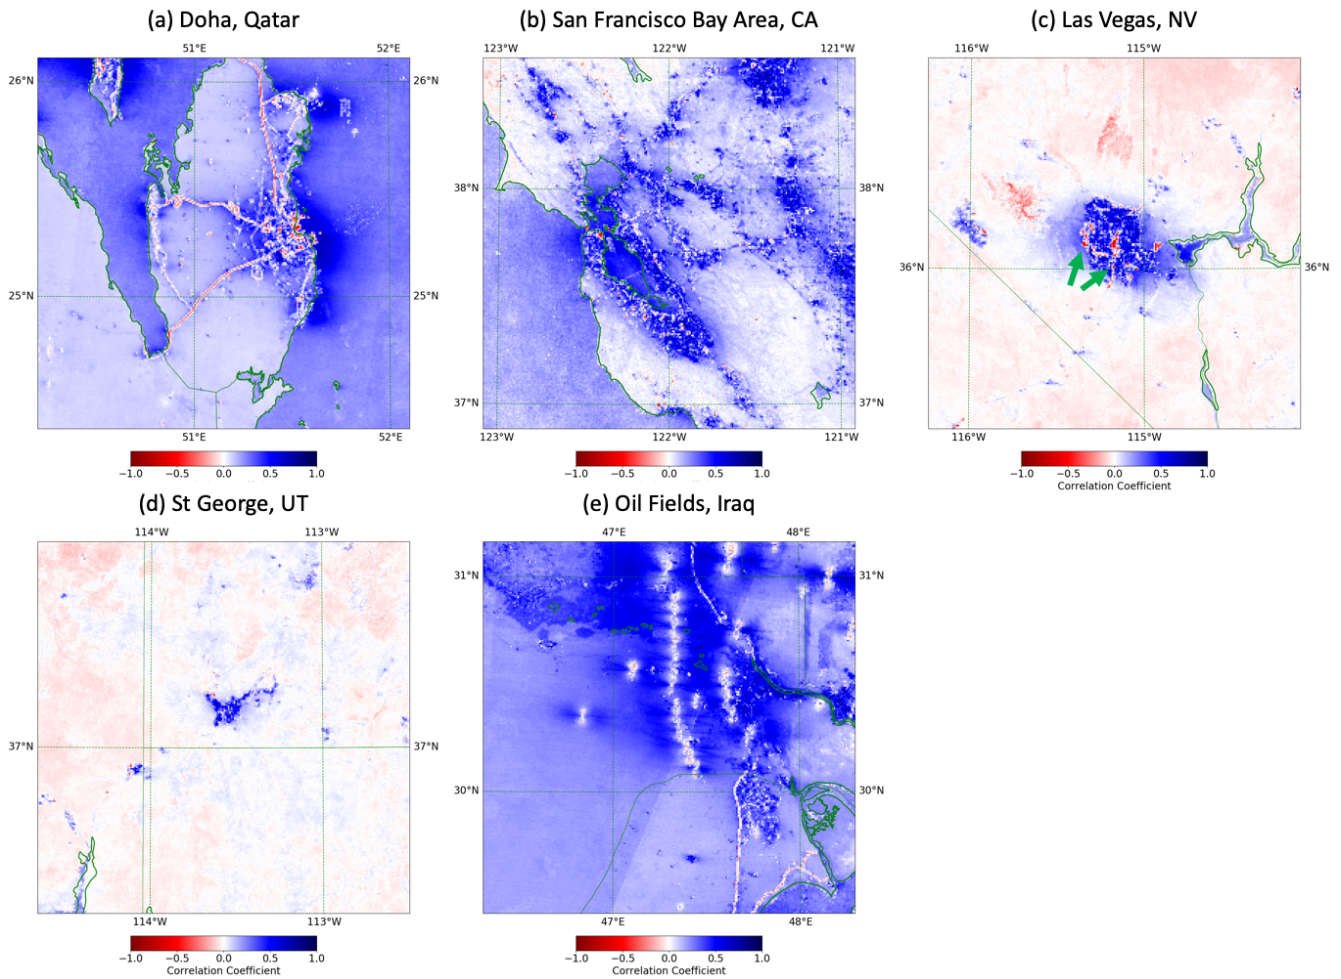 (a) Doha, Qatar
(b) San Francisco Bay Area, CA
(c) Las Vegas, NV
51°E 52°E
123°W 122°W 121°W
116°W 115°W
26°N 26°N
38°N 38°N
36°N 36°N
25°N 25°N
37°N 37°N
51°E 52°E
123°W 122°W 121°W
116°W 115°W
−1.0 −0.5 0.0 0.5 1.0
−1.0 −0.5 0.0 0.5 1.0
−1.0 −0.5 0.0 0.5 1.0
Correlation Coefficient
(d) St George, UT
(e) Oil Fields, Iraq
114°W 113°W
47°E 48°E
31°N 31°N
37°N 37°N
30°N 30°N
114°W 113°W
47°E 48°E
−1.0 −0.5 0.0 0.5 1.0
Correlation Coefficient
−1.0 −0.5 0.0 0.5 1.0
Correlation Coefficient